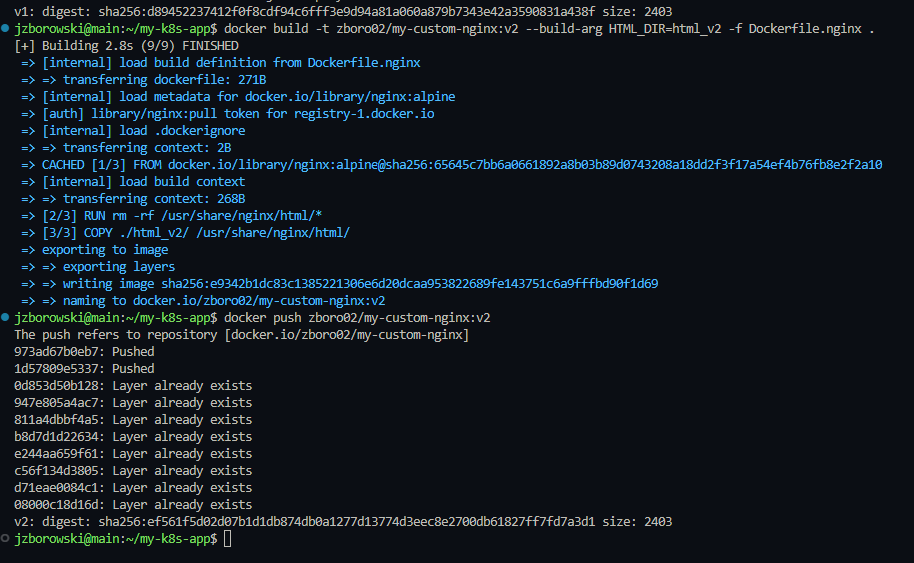 v1: digest: sha256:d89452237412f0f8cdf94c6fff3e9d94a81a060a879b7343e42a3590831a438f size: 2403
jzborowski@main:~/my-k8s-app$ docker build -t zboro02/my-custom-nginx:v2 --build-arg HTML_DIR=html_v2 -f Dockerfile.nginx .
[+] Building 2.8s (9/9) FINISHED
=> [internal] load build definition from Dockerfile.nginx
=> => transferring dockerfile: 271B
=> [internal] load metadata for docker.io/library/nginx:alpine
=> [auth] library/nginx:pull token for registry-1.docker.io
=> [internal] load .dockerignore
=> => transferring context: 2B
=> CACHED [1/3] FROM docker.io/library/nginx:alpine@sha256:65645c7bb6a0661892a8b03b89d0743208a18dd2f3f17a54ef4b76fb8e2f2a10
=> [internal] load build context
=> => transferring context: 268B
=> [2/3] RUN rm -rf /usr/share/nginx/html/*
=> [3/3] COPY ./html_v2/ /usr/share/nginx/html/
=> exporting to image
=> => exporting layers
=> => writing image sha256:e9342b1dc83c1385221306e6d20dcaa953822689fe143751c6a9fffbd90f1d69
=> => naming to docker.io/zboro02/my-custom-nginx:v2
jzborowski@main:~/my-k8s-app$ docker push zboro02/my-custom-nginx:v2
The push refers to repository [docker.io/zboro02/my-custom-nginx]
973ad67b0eb7: Pushed
1d57809e5337: Pushed
0d853d50b128: Layer already exists
947e805a4ac7: Layer already exists
811a4dbbf4a5: Layer already exists
b8d7d1d22634: Layer already exists
e244aa659f61: Layer already exists
c56f134d3805: Layer already exists
d71eae0084c1: Layer already exists
08000c18d16d: Layer already exists
v2: digest: sha256:ef561f5d02d07b1d1db874db0a1277d13774d3eec8e2700db61827ff7fd7a3d1 size: 2403
jzborowski@main:~/my-k8s-app$